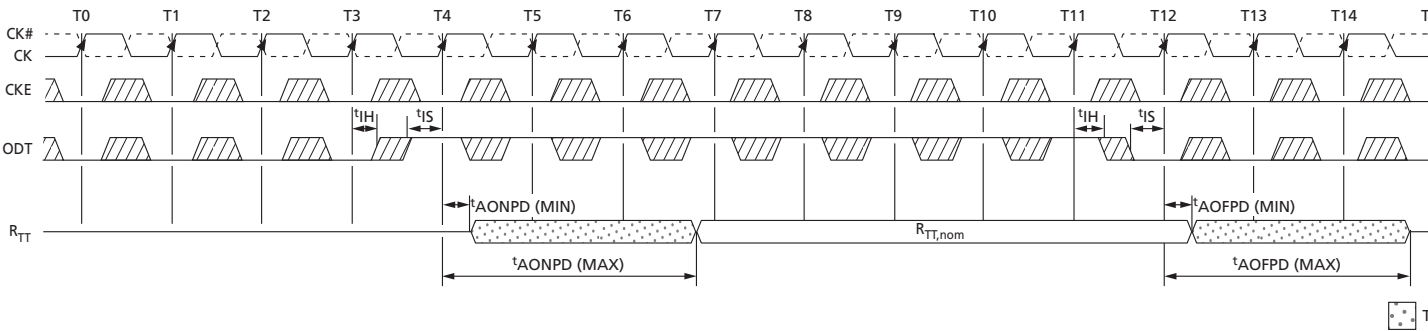 T0 T1 T2 T3 T4 T5 T6 T7 T8 T9 T10 T11 T12 T13 T14 T
CK#
CK
CKE
tIH tIS tIH tIS
ODT
tAONPD (MIN) tAOFPD (MIN)
RTT RTT,nom
tAONPD (MAX) tAOFPD (MAX)
T